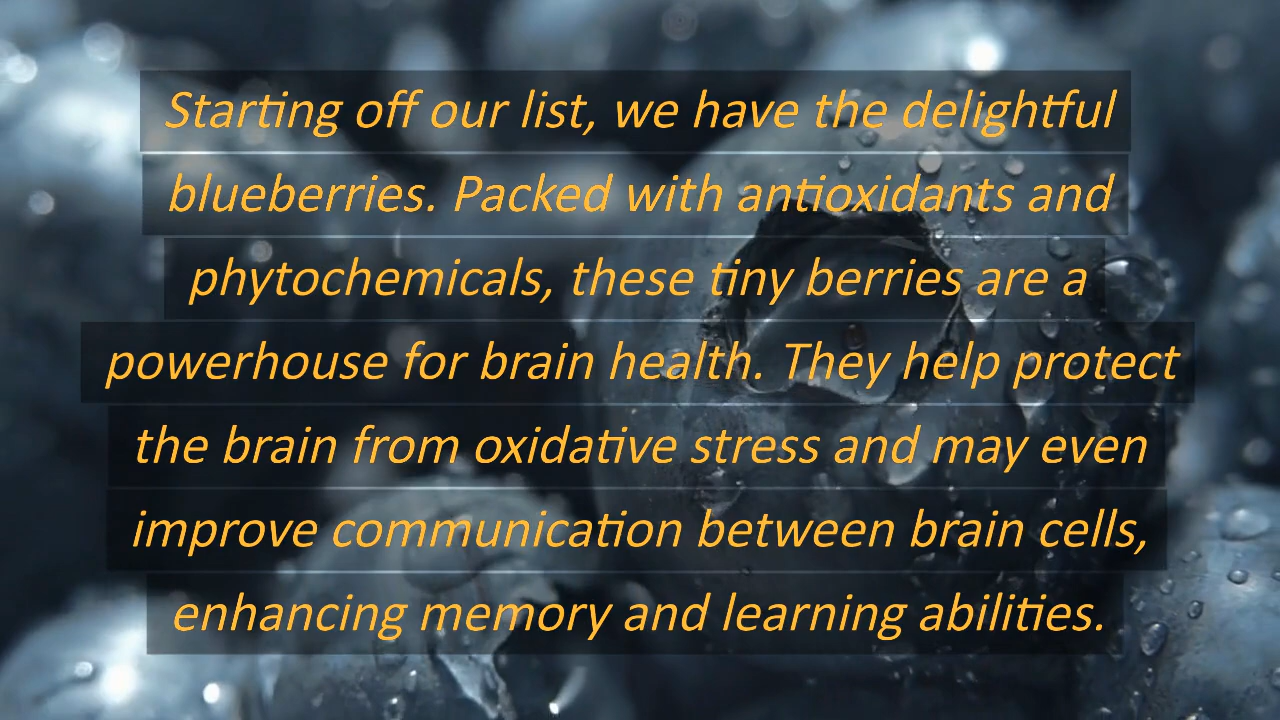 Starting off our list, we have the delightful
blueberries. Packed with antioxidants and
phytochemicals, these tiny berries are a
powerhouse for brain health. They help protect
the brain from oxidative stress and may even
improve communication between brain cells,
enhancing memory and learning abilities.